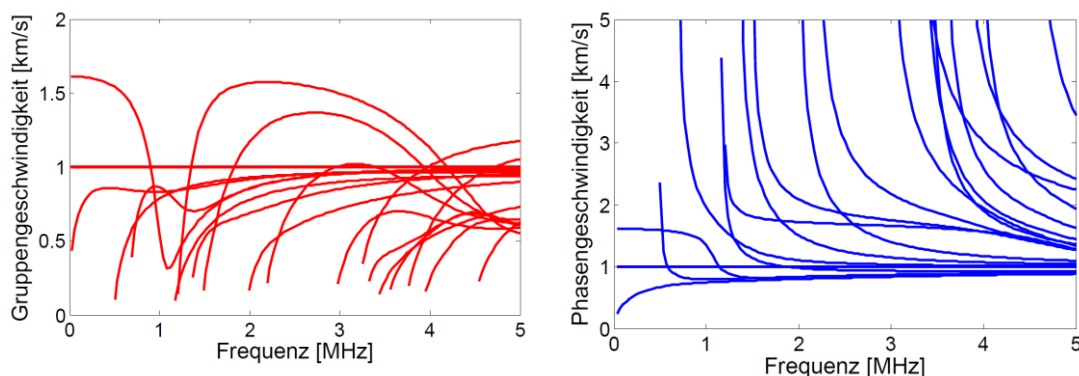 Gruppengeschwindigkeit [km/s]
2
1.5
1
0.5
0
0 1 2 3 4 5
Frequenz [MHz]
Phasengeschwindigkeit [km/s]
5
4
3
2
1
0
0 1 2 3 4 5
Frequenz [MHz]